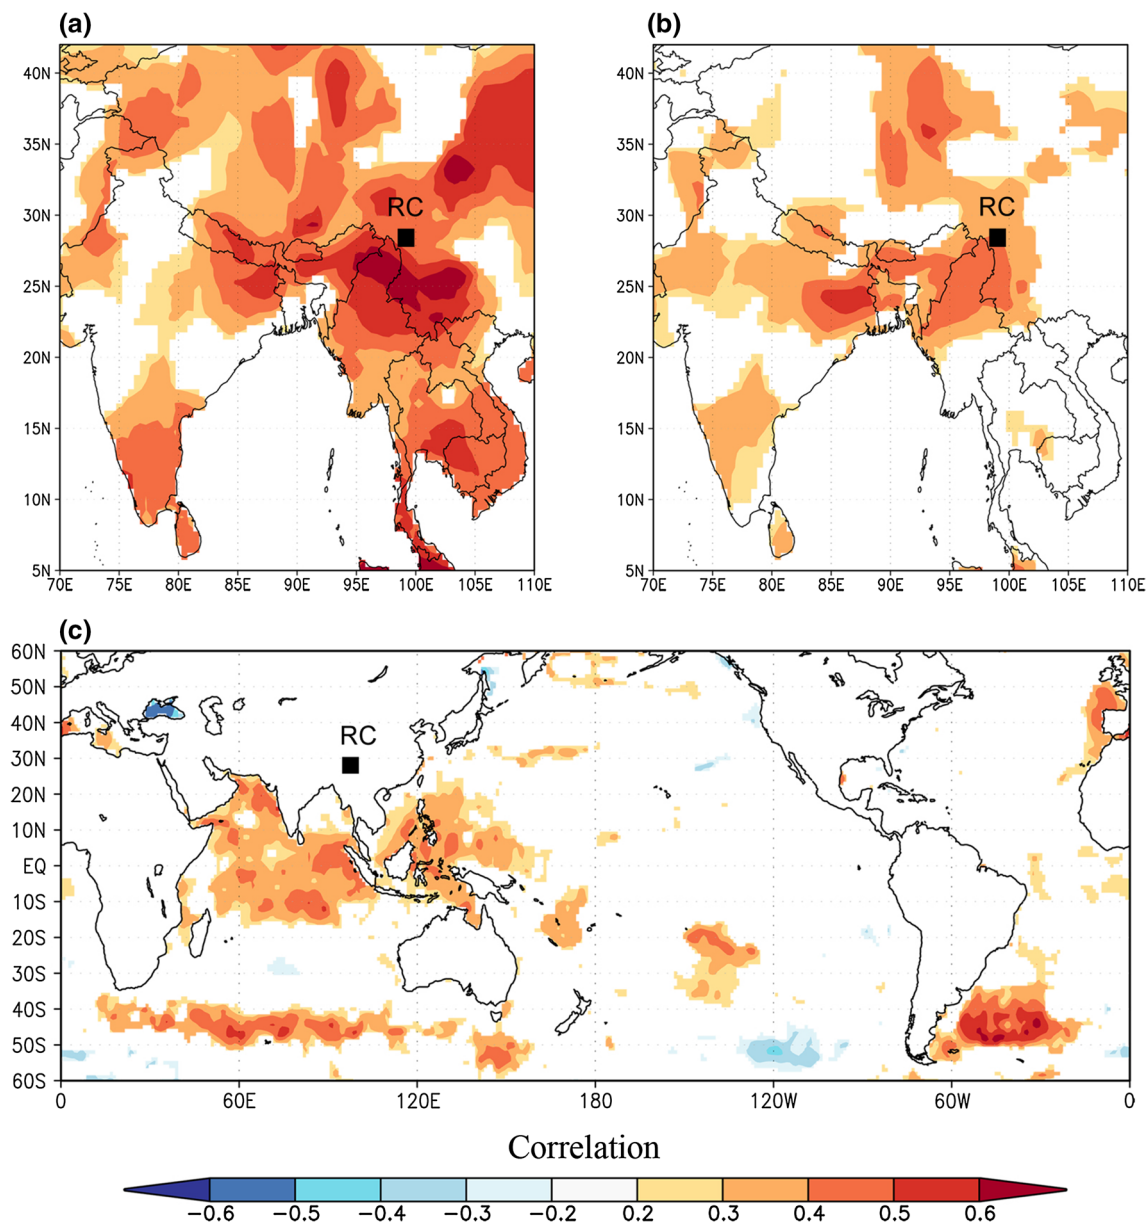 (a)
(b)
40N
35N
30N
25N
20N
15N
10N
5N
70E 75E 80E 85E 90E 95E 100E 105E 110E
RC
40N
35N
30N
25N
20N
15N
10N
5N
70E 75E 80E 85E 90E 95E 100E 105E 110E
RC
(c)
60N
50N
40N
30N
20N
10N
EQ
10S
20S
30S
40S
50S
60S
RC
0 60E 120E 180 120W 60W 0
Correlation
−0.6 −0.5 −0.4 −0.3 −0.2 0.2 0.3 0.4 0.5 0.6